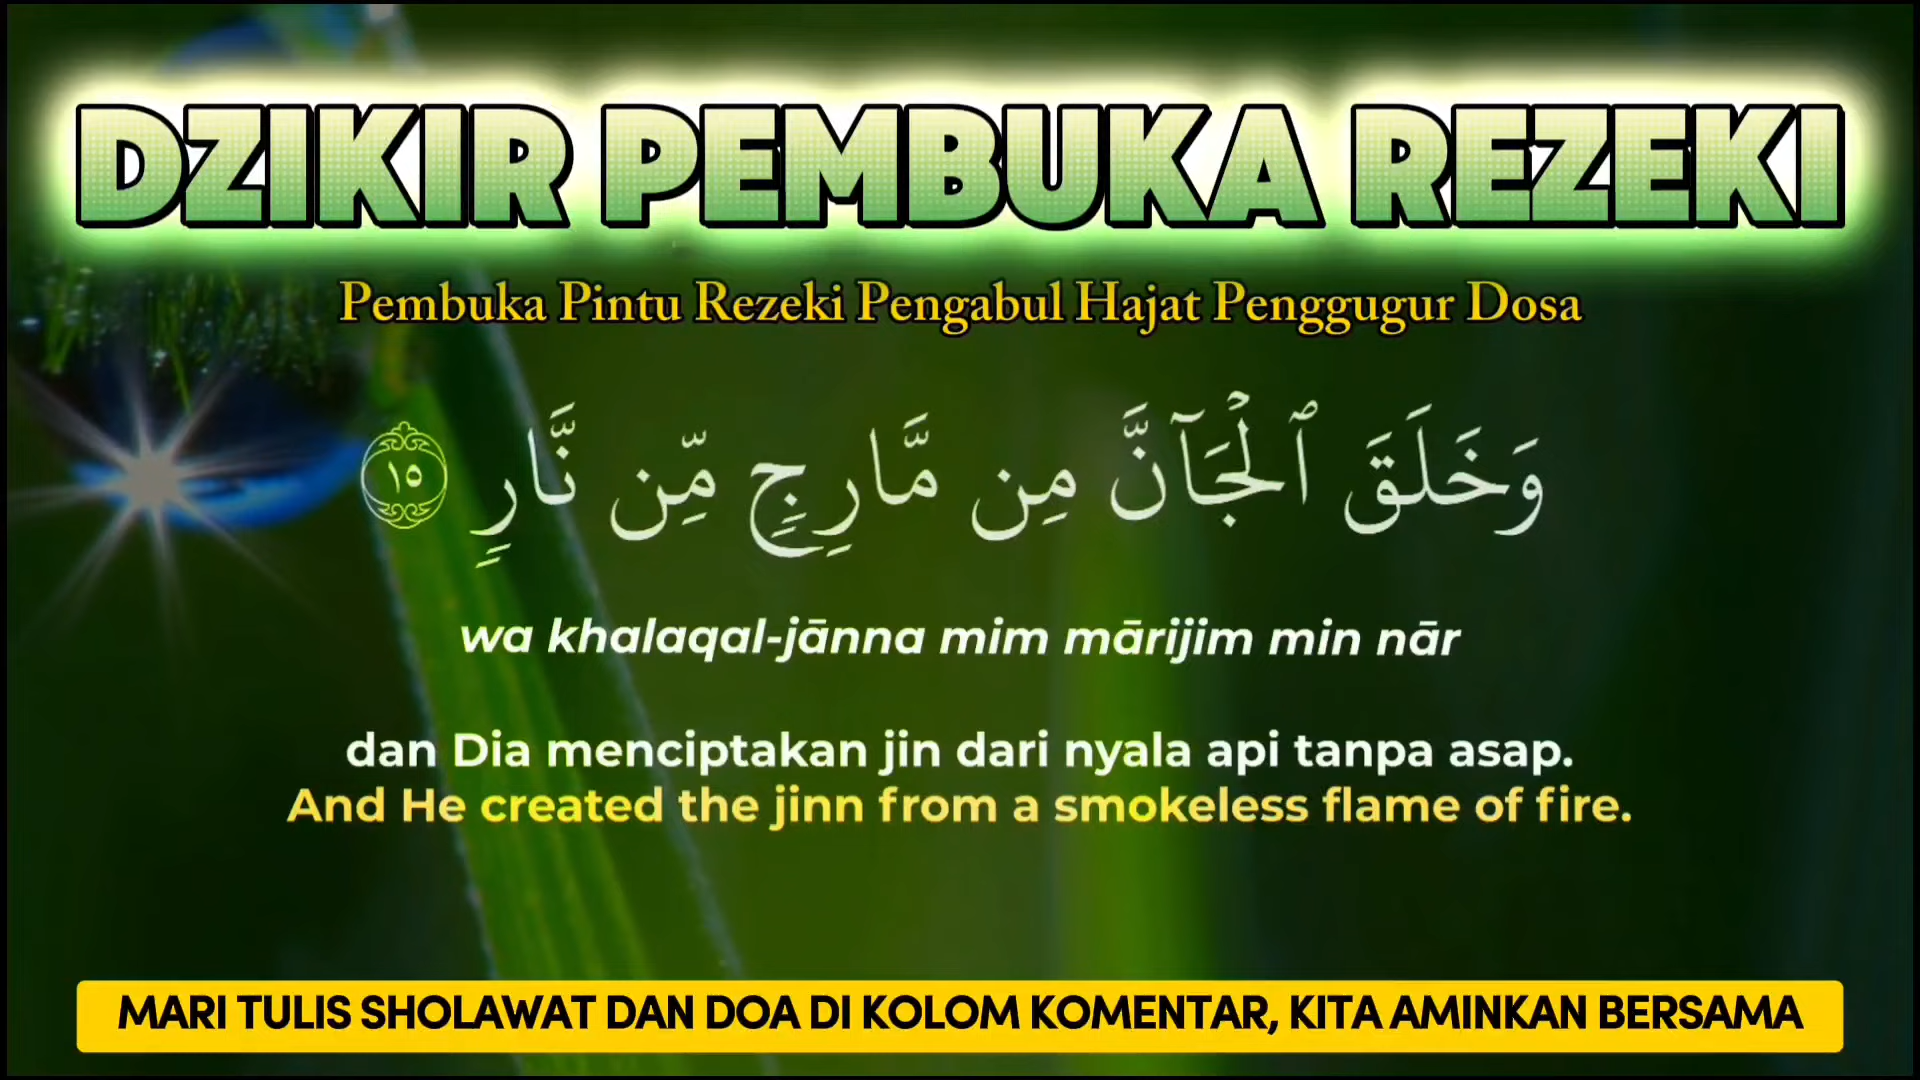 DZIKIR PEMBUKA REZEKI
Pembuka Pintu Rezeki Pengabul Hajat Penggugur Dosa
وَخَلَقَ ٱلْجَآنَّ مِن مَّارِجٍ مِّن نَّارٍ ١٥
wa khalaqal-jānna mim mārijim min nār
dan Dia menciptakan jin dari nyala api tanpa asap.
And He created the jinn from a smokeless flame of fire.
MARI TULIS SHOLAWAT DAN DOA DI KOLOM KOMENTAR, KITA AMINKAN BERSAMA